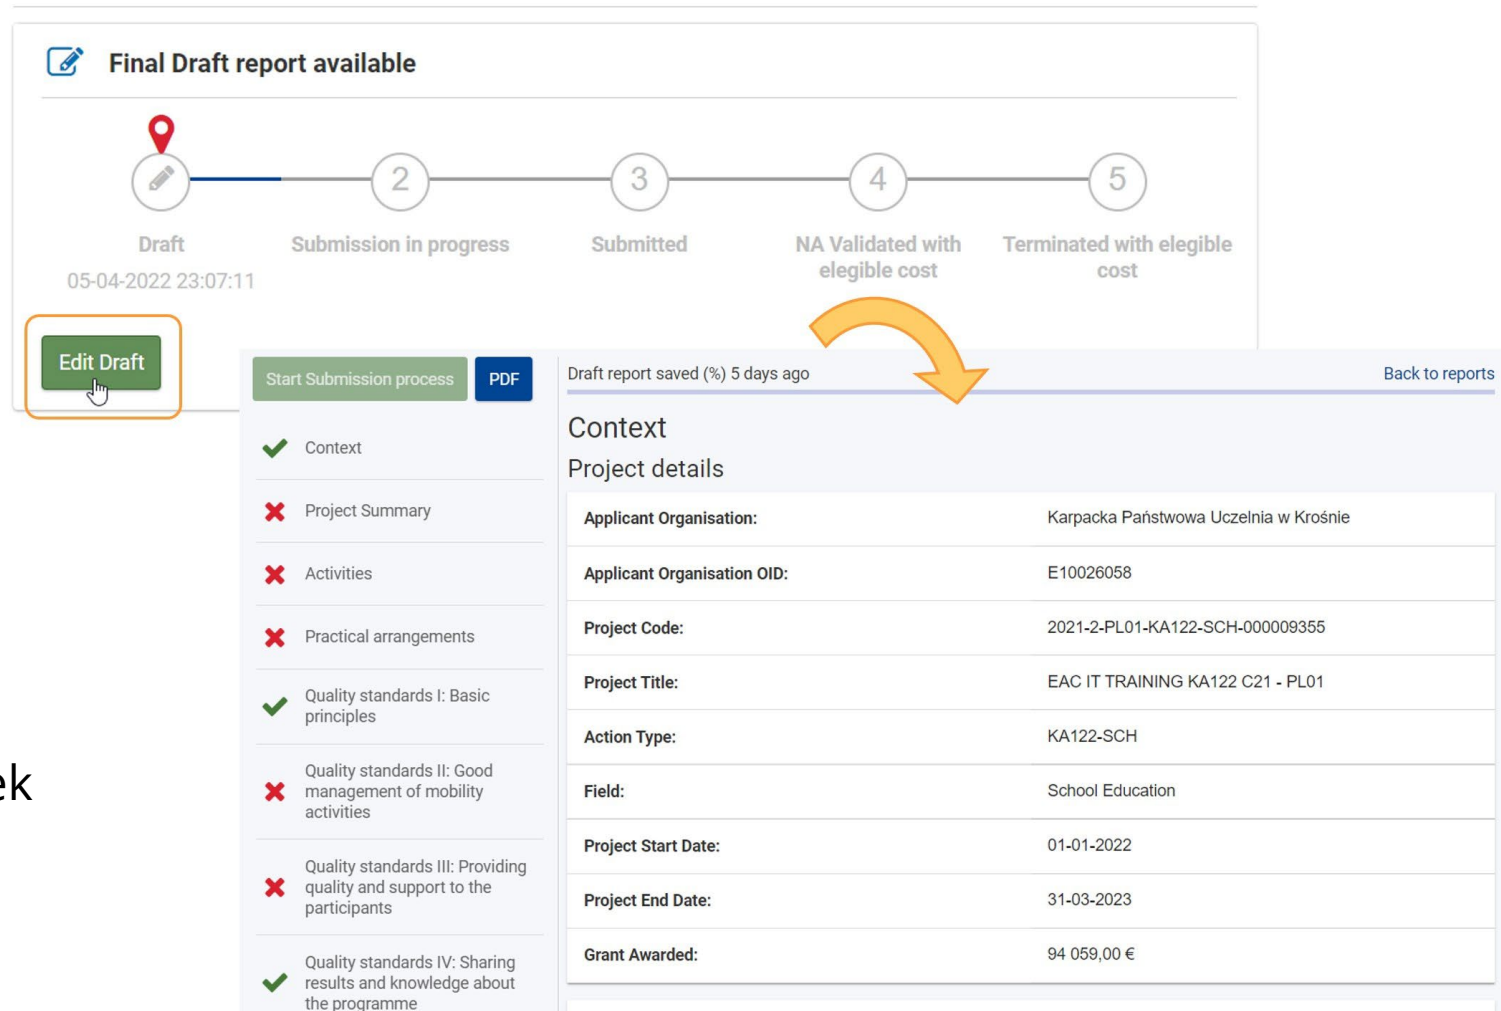 Final Draft report available
2
3
4
5
Draft
Submission in progress
Submitted
NA Validated with
elegible cost
Terminated with elegible
cost
05-04-2022 23:07:11
Edit Draft
Start Submission process
PDF
Draft report saved (%) 5 days ago
Back to reports
Context
Project Summary
Activities
Practical arrangements
Quality standards I: Basic
principles
Quality standards II: Good
management of mobility
activities
Quality standards III: Providing
quality and support to the
participants
Quality standards IV: Sharing
results and knowledge about
the programme
Context
Project details
Applicant Organisation: Karpacka Państwowa Uczelnia w Krośnie
Applicant Organisation OID: E10026058
Project Code: 2021-2-PL01-KA122-SCH-000009355
Project Title: EAC IT TRAINING KA122 C21 - PL01
Action Type: KA122-SCH
Field: School Education
Project Start Date: 01-01-2022
Project End Date: 31-03-2023
Grant Awarded: 94 059,00 €
ek